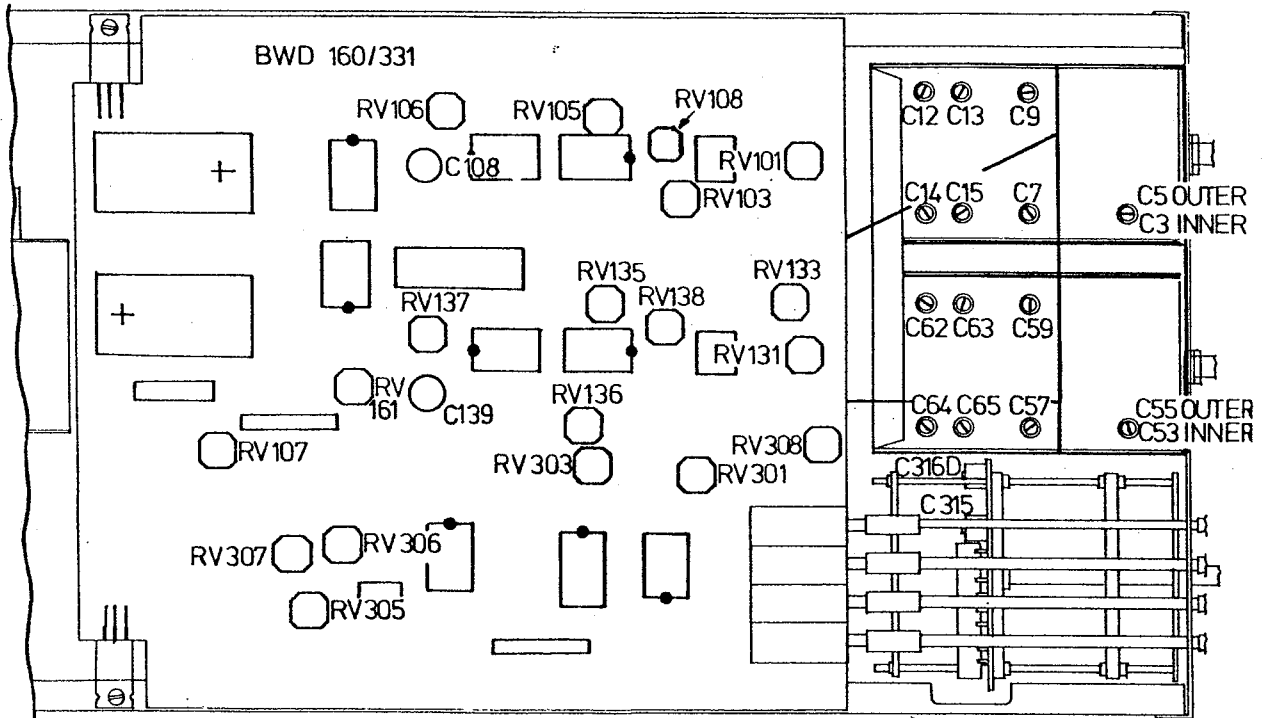 BWD 160/331
RV106
RV105
RV108
C12 C13 C9
C108
RV101
RV103
C14 C15 C7
C5 OUTER
C3 INNER
RV135
RV133
RV138
RV137
C62 C63 C59
RV131
RV
161
C139
RV136
C64 C65 C57
C55 OUTER
C53 INNER
RV107
RV308
RV303
RV301
C316D
C315
RV307
RV306
RV305